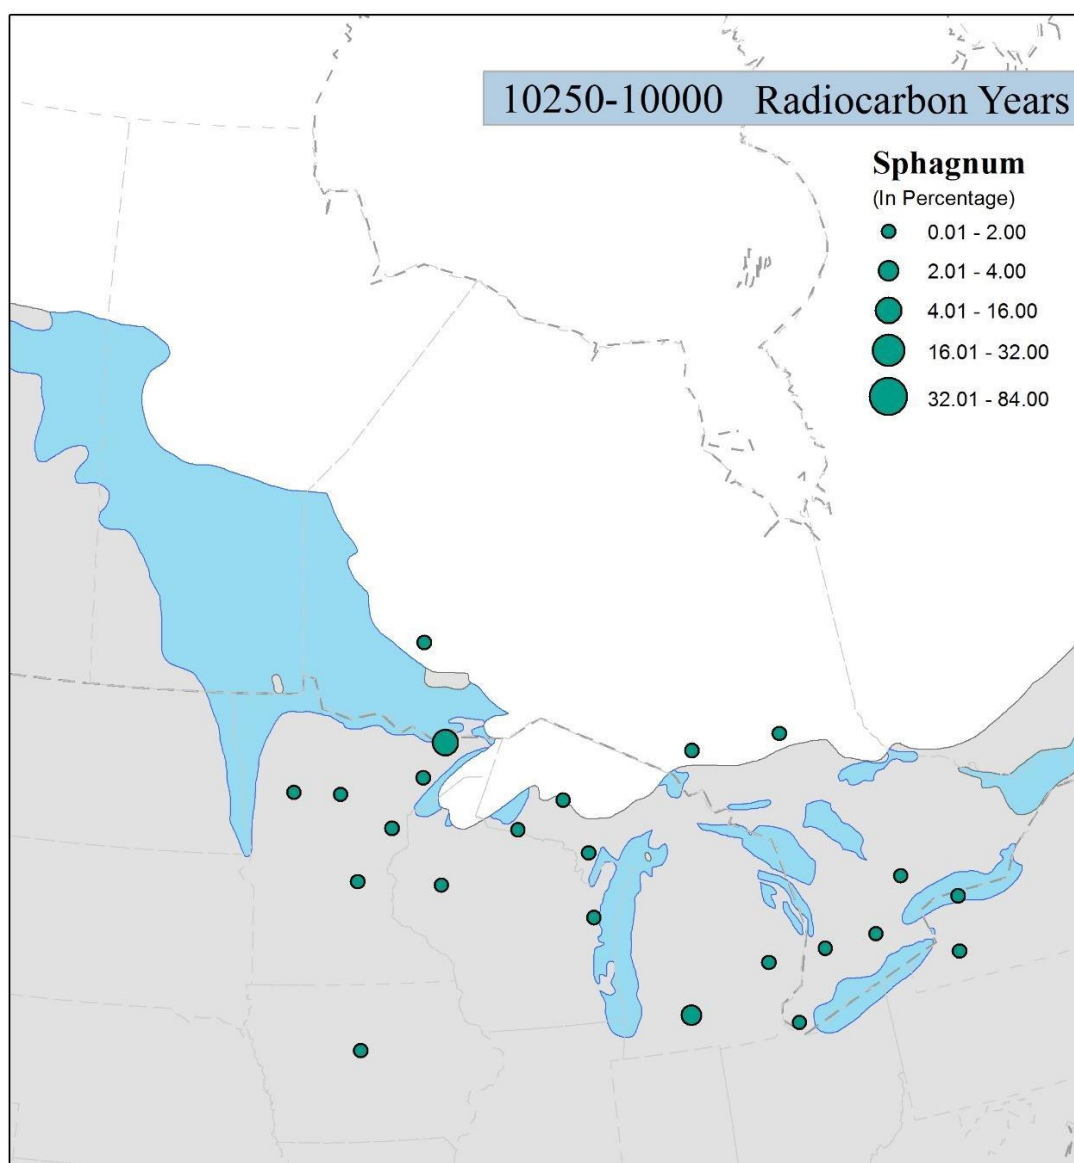 10250-10000 Radiocarbon Years
Sphagnum
(In Percentage)
0.01 - 2.00
2.01 - 4.00
4.01 - 16.00
16.01 - 32.00
32.01 - 84.00